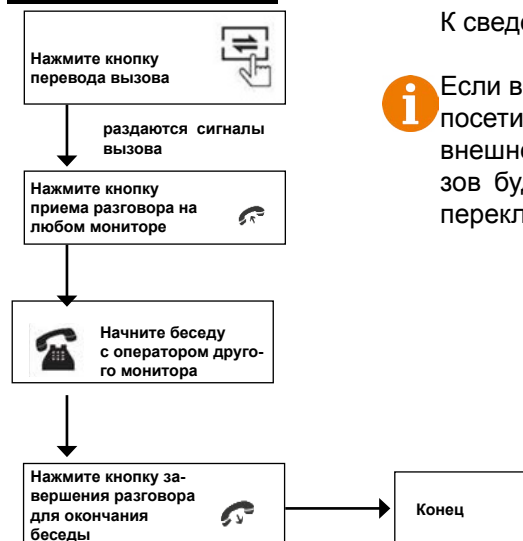 Нажмите кнопку
перевода вызова
раздаются сигналы
вызова
Нажмите кнопку
приема разговора на
любом мониторе
Начните беседу
с оператором друго-
го монитора
Нажмите кнопку за-
вершения разговора
для окончания
беседы
Конец
К сведе
Если в
посети
внешно
зов бу
перекл